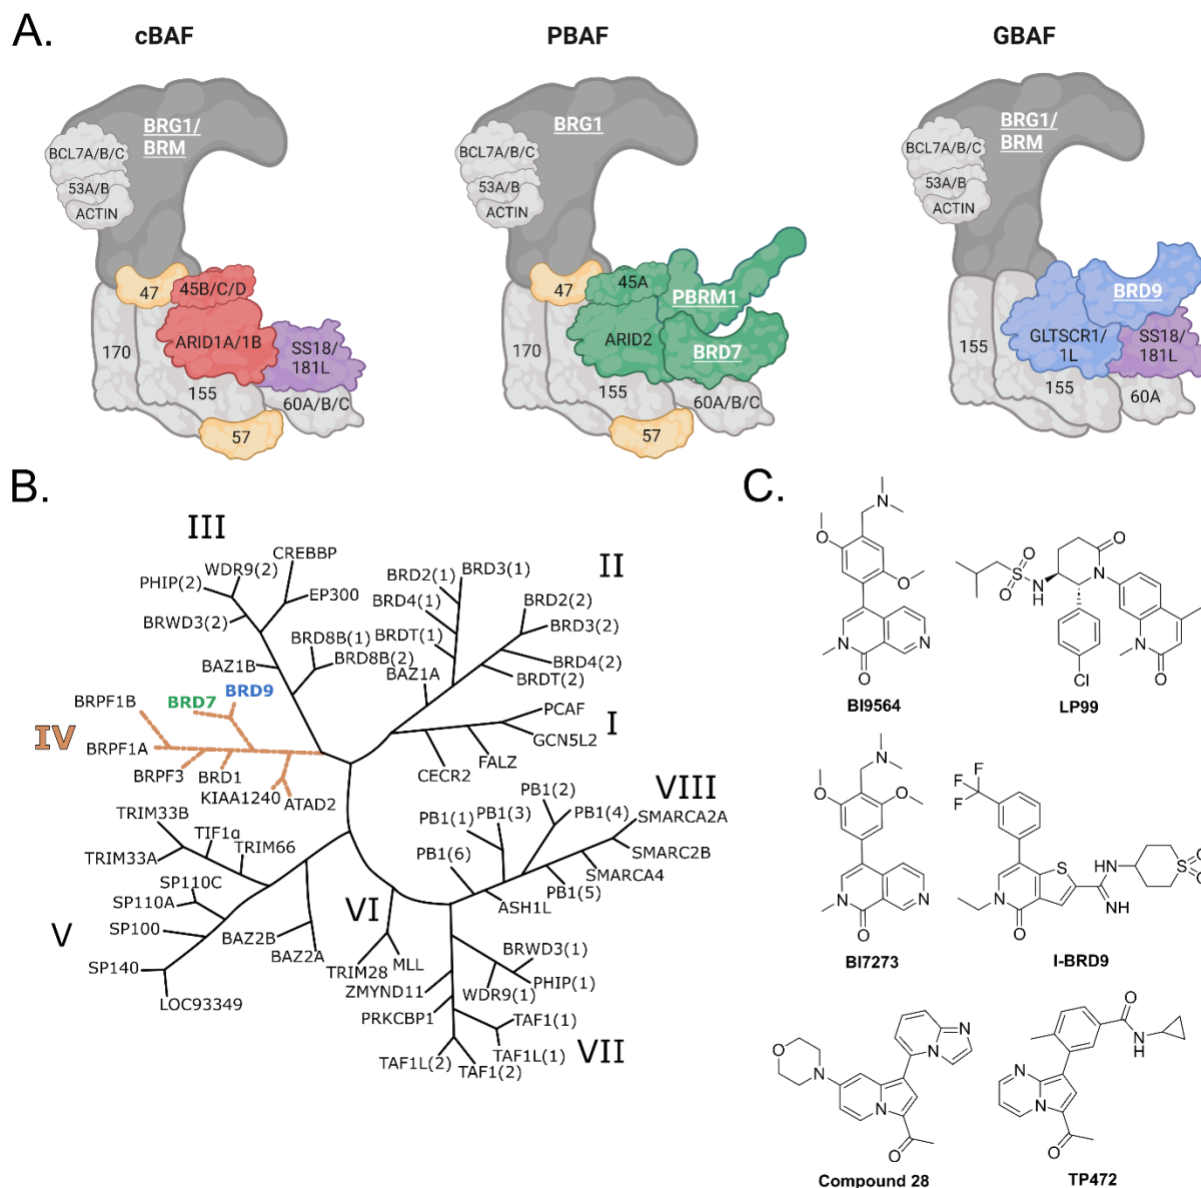 A.
cBAF
PBAF
GBAF
BRG1/
BRM
BCL7A/B/C
53A/B
ACTIN
47
45B/C/D
170
ARID1A/1B
SS18/
181L
155
60A/B/C
57
BRG1
BCL7A/B/C
53A/B
ACTIN
47
45A
PBRM1
170
ARID2
BRD7
155
60A/B/C
57
BRG1/
BRM
BCL7A/B/C
53A/B
ACTIN
BRD9
155
GLTSCR1/
1L
SS18/
181L
155
60A
B.
III
CREBBP
WDR9(2)
PHIP(2)
EP300
BRWD3(2)
BRD8B(1)
BRD8B(2)
BAZ1B
II
BRD2(1)
BRD3(1)
BRD4(1)
BRD2(2)
BRD3(2)
BRDT(1)
BRD4(2)
BAZ1A
BRDT(2)
I
PCAF
GCN5L2
FALZ
CECR2
IV
BRPF1B
BRD7
BRD9
BRPF1A
BRPF3
BRD1
KIAA1240
ATAD2
VIII
PB1(2)
PB1(1)
PB1(3)
PB1(4)
SMARCA2A
SMARC2B
PB1(6)
SMARCA4
PB1(5)
ASH1L
TRIM33B
TIF1a
TRIM33A
TRIM66
SP110C
SP110A
V
SP100
BAZ2B
BAZ2A
SP140
LOC93349
VI
TRIM28
MLL
BRWD3(1)
PHIP(1)
ZMYND11
WDR9(1)
PRKCBP1
TAF1(1)
VII
TAF1L(2)
TAF1(2)
TAF1L(1)
C.
N
O
O
N
N
O
BI9564
O
O
S
O
N
H
N
O
Cl
N
O
LP99
N
O
O
N
N
O
BI7273
F
F
F
S
HN
S
O
O
N
NH
O
I-BRD9
O
N
N
N
N
O
Compound 28
O
N
H
N
N
O
TP472